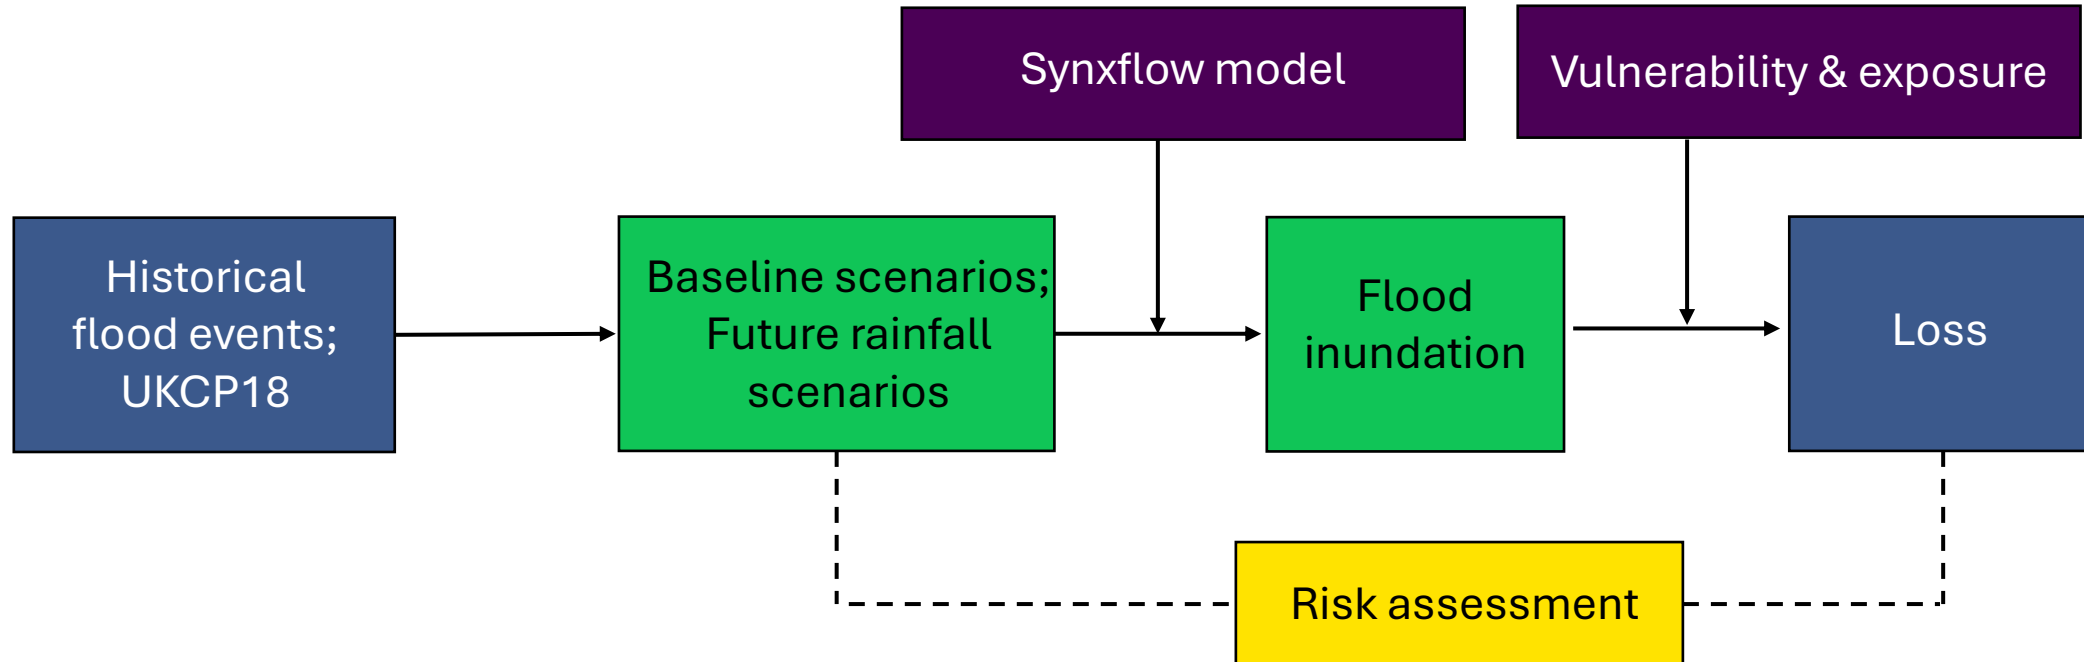 Synxflow model
Vulnerability & exposure
Historical
flood events;
UKCP18
Baseline scenarios;
Future rainfall
scenarios
Flood
inundation
Loss
Risk assessment